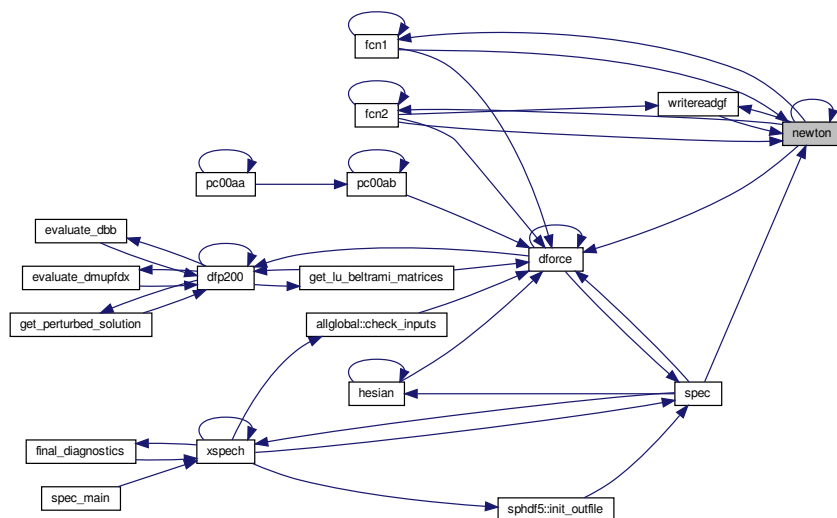 fcn1
fcn2
writereadgf
newton
pc00aa
pc00ab
evaluate_dbb
dforce
evaluate_dmupfdx
dfp200
get_lu_beltrami_matrices
get_perturbed_solution
allglobal::check_inputs
hesian
spec
final_diagnostics
xspech
spec_main
sphdf5::init_outfile